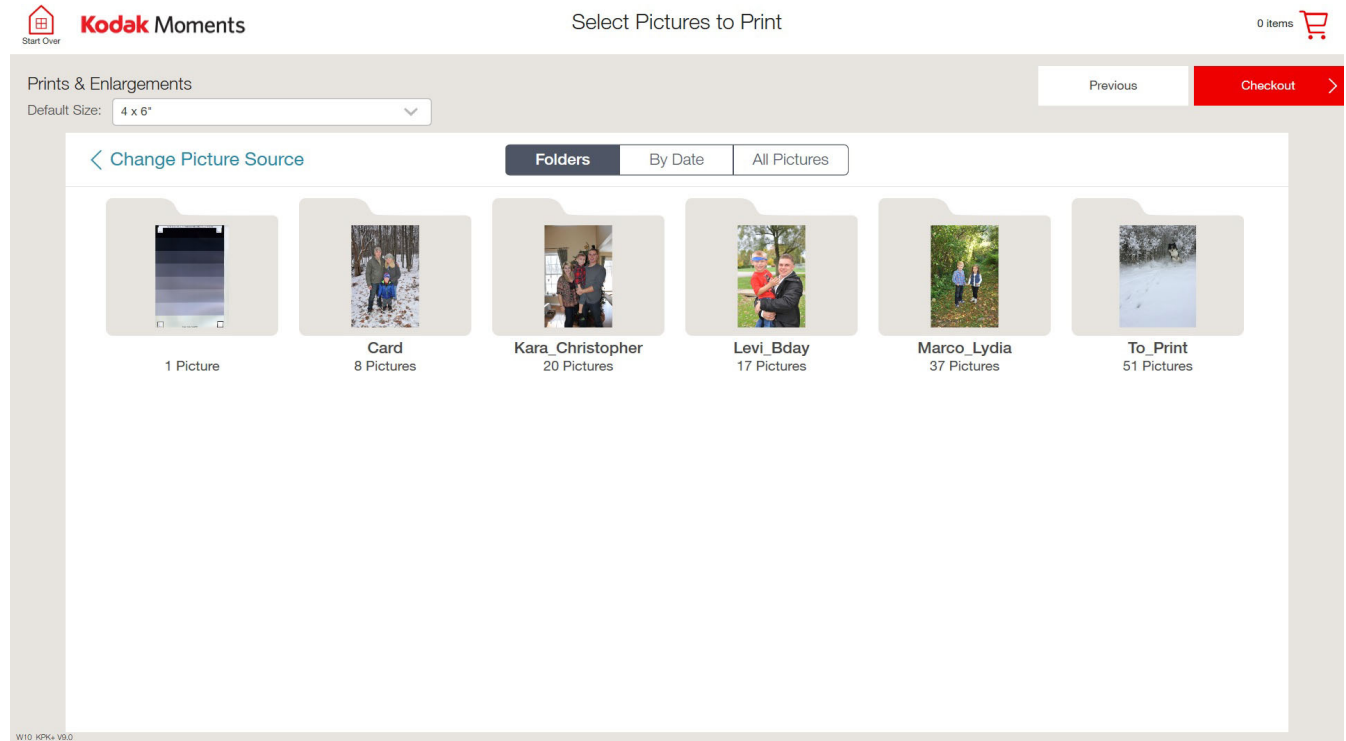 Start Over
Kodak Moments
Select Pictures to Print
0 items
Prints & Enlargements
Previous
Checkout
Default Size:
4 x 6"
Change Picture Source
Folders
By Date
All Pictures
1 Picture
Card
8 Pictures
Kara_Christopher
20 Pictures
Levi_Bday
17 Pictures
Marco_Lydia
37 Pictures
To_Print
51 Pictures
W10 KPK+ V9.0